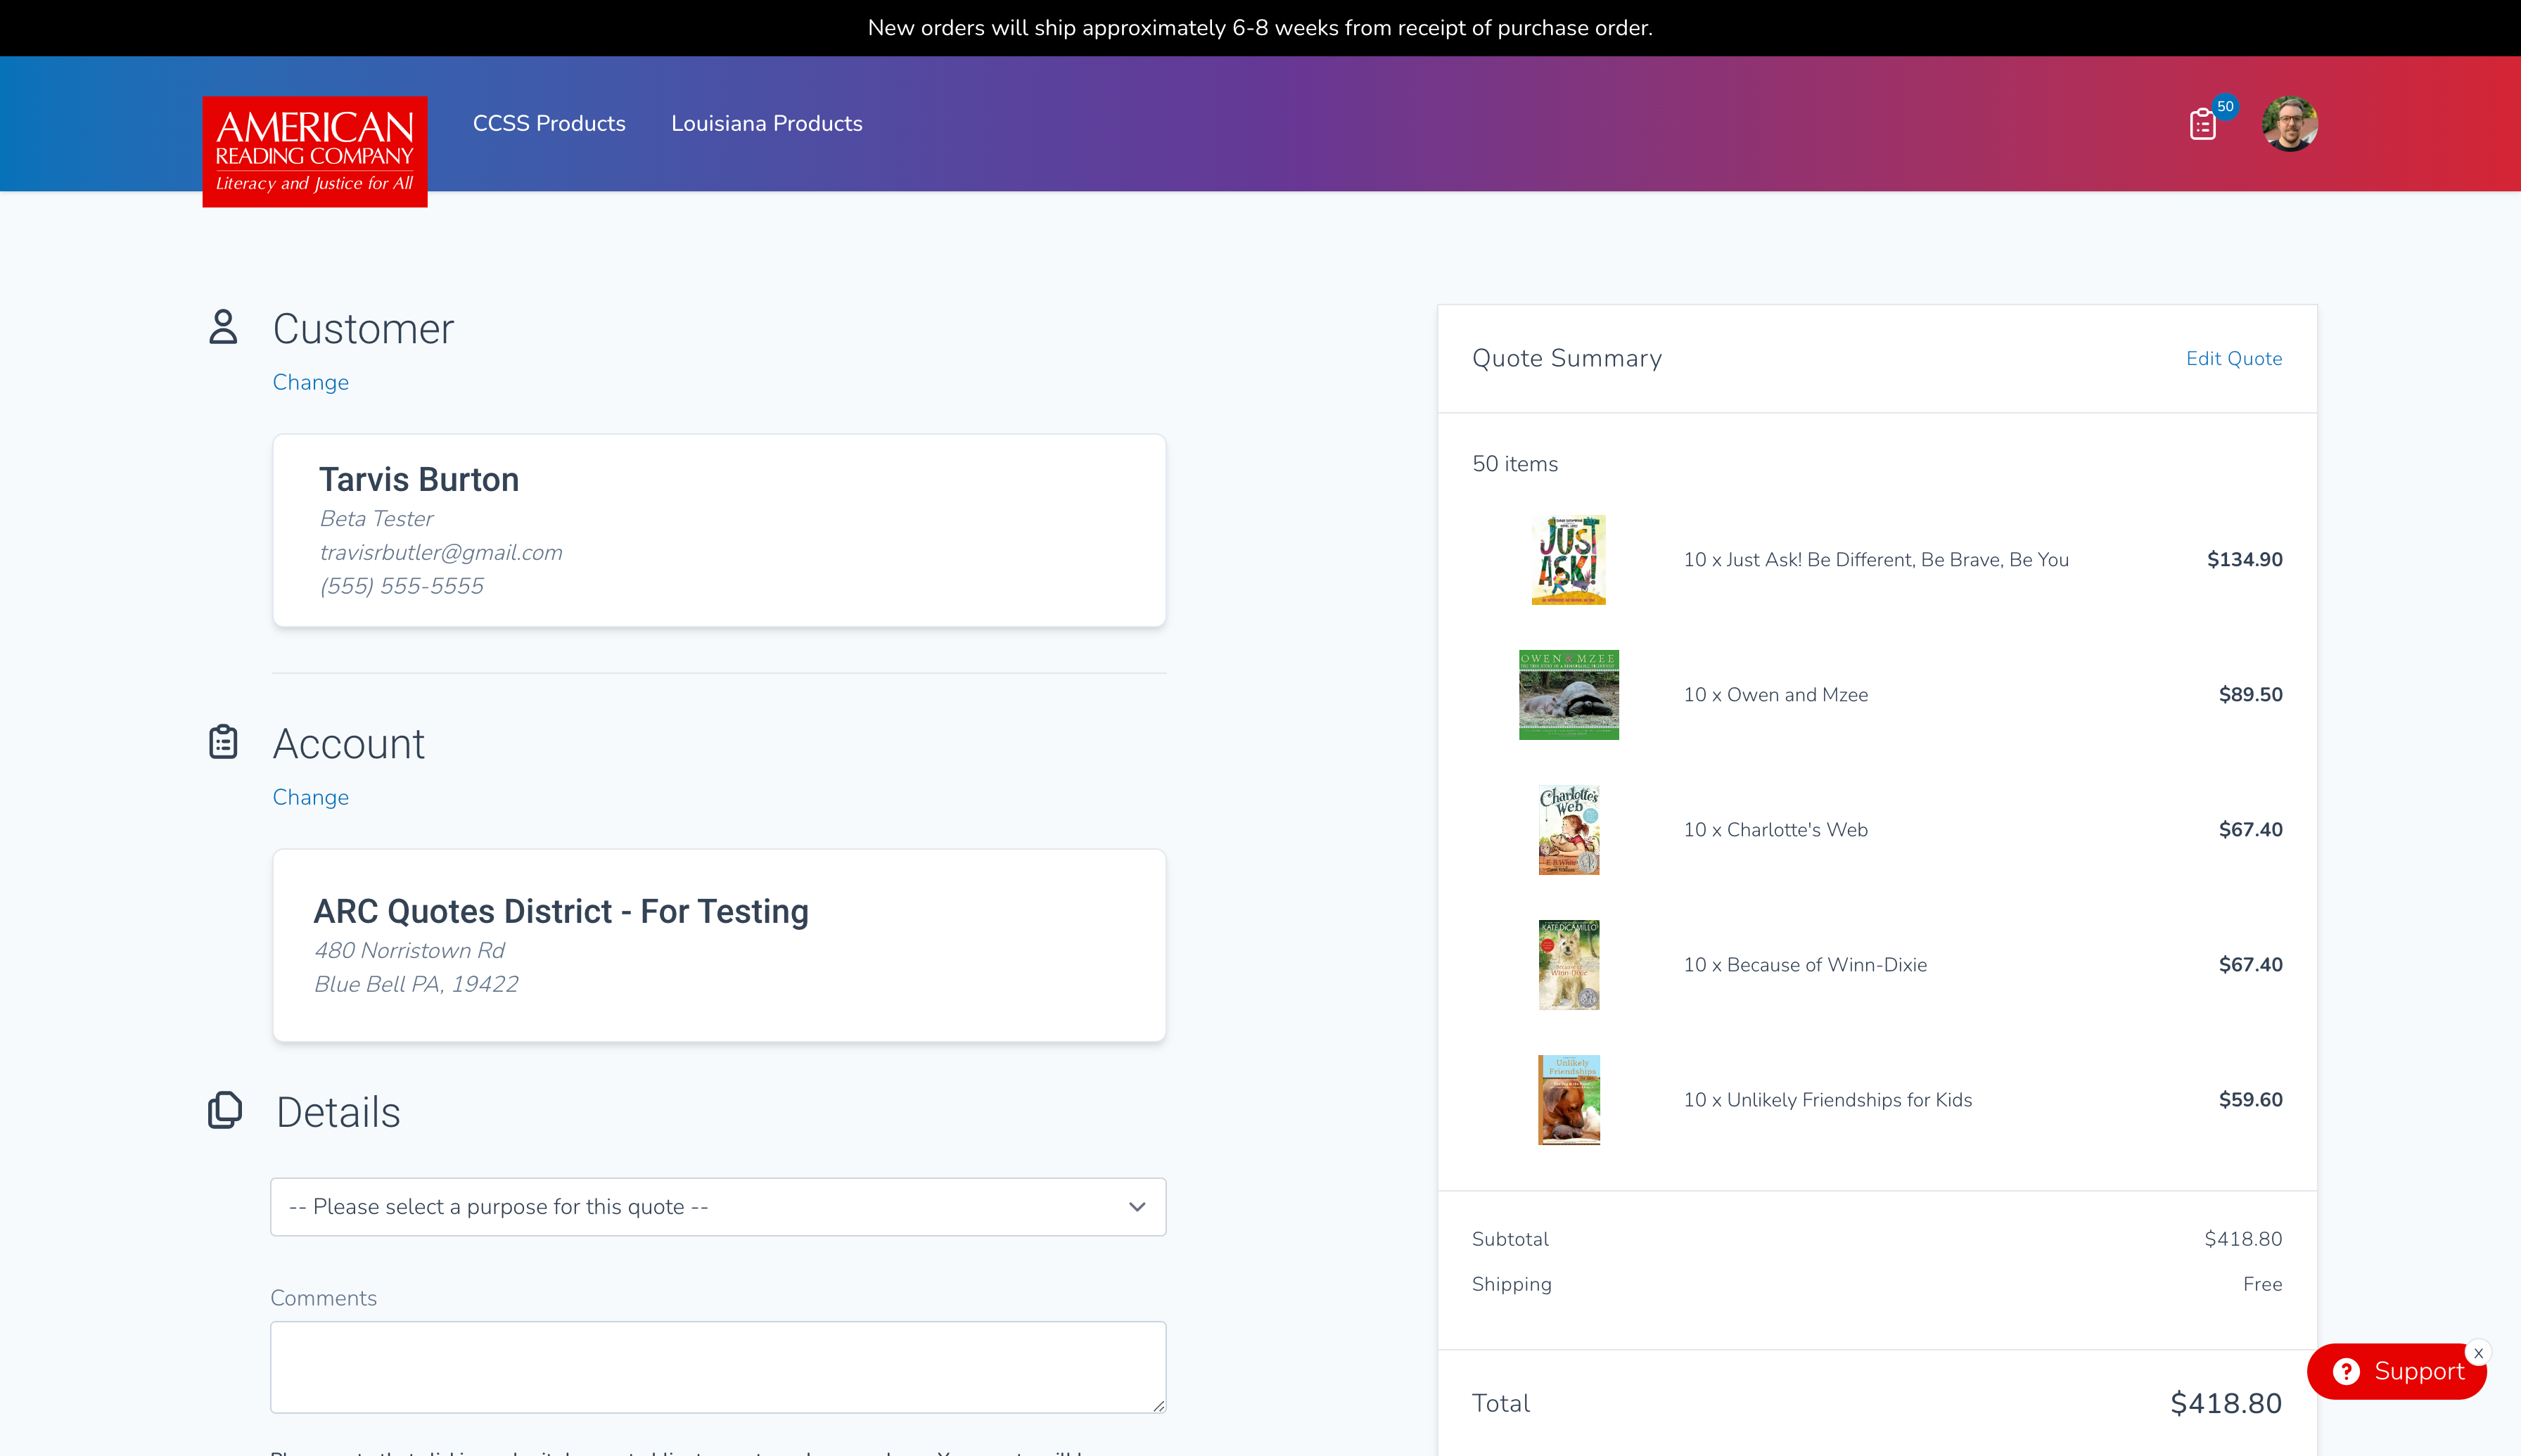 New orders will ship approximately 6-8 weeks from receipt of purchase order.
AMERICAN
READING COMPANY
Literacy and Justice for All
CCSS Products
Louisiana Products
50
Customer
Change
Tarvis Burton
Beta Tester
travisrbutler@gmail.com
(555) 555-5555
Account
Change
ARC Quotes District - For Testing
480 Norristown Rd
Blue Bell PA, 19422
Details
-- Please select a purpose for this quote --
Comments
Quote Summary
Edit Quote
50 items
JUST
ASK!
10 x Just Ask! Be Different, Be Brave, Be You
$134.90
OWEN & MZEE
10 x Owen and Mzee
$89.50
Charlotte's
Web
E. B. White
10 x Charlotte's Web
$67.40
KATE DICAMILLO
Winn-Dixie
10 x Because of Winn-Dixie
$67.40
Unlikely
Friendships
10 x Unlikely Friendships for Kids
$59.60
Subtotal
$418.80
Shipping
Free
Total
$418.80
? Support
x